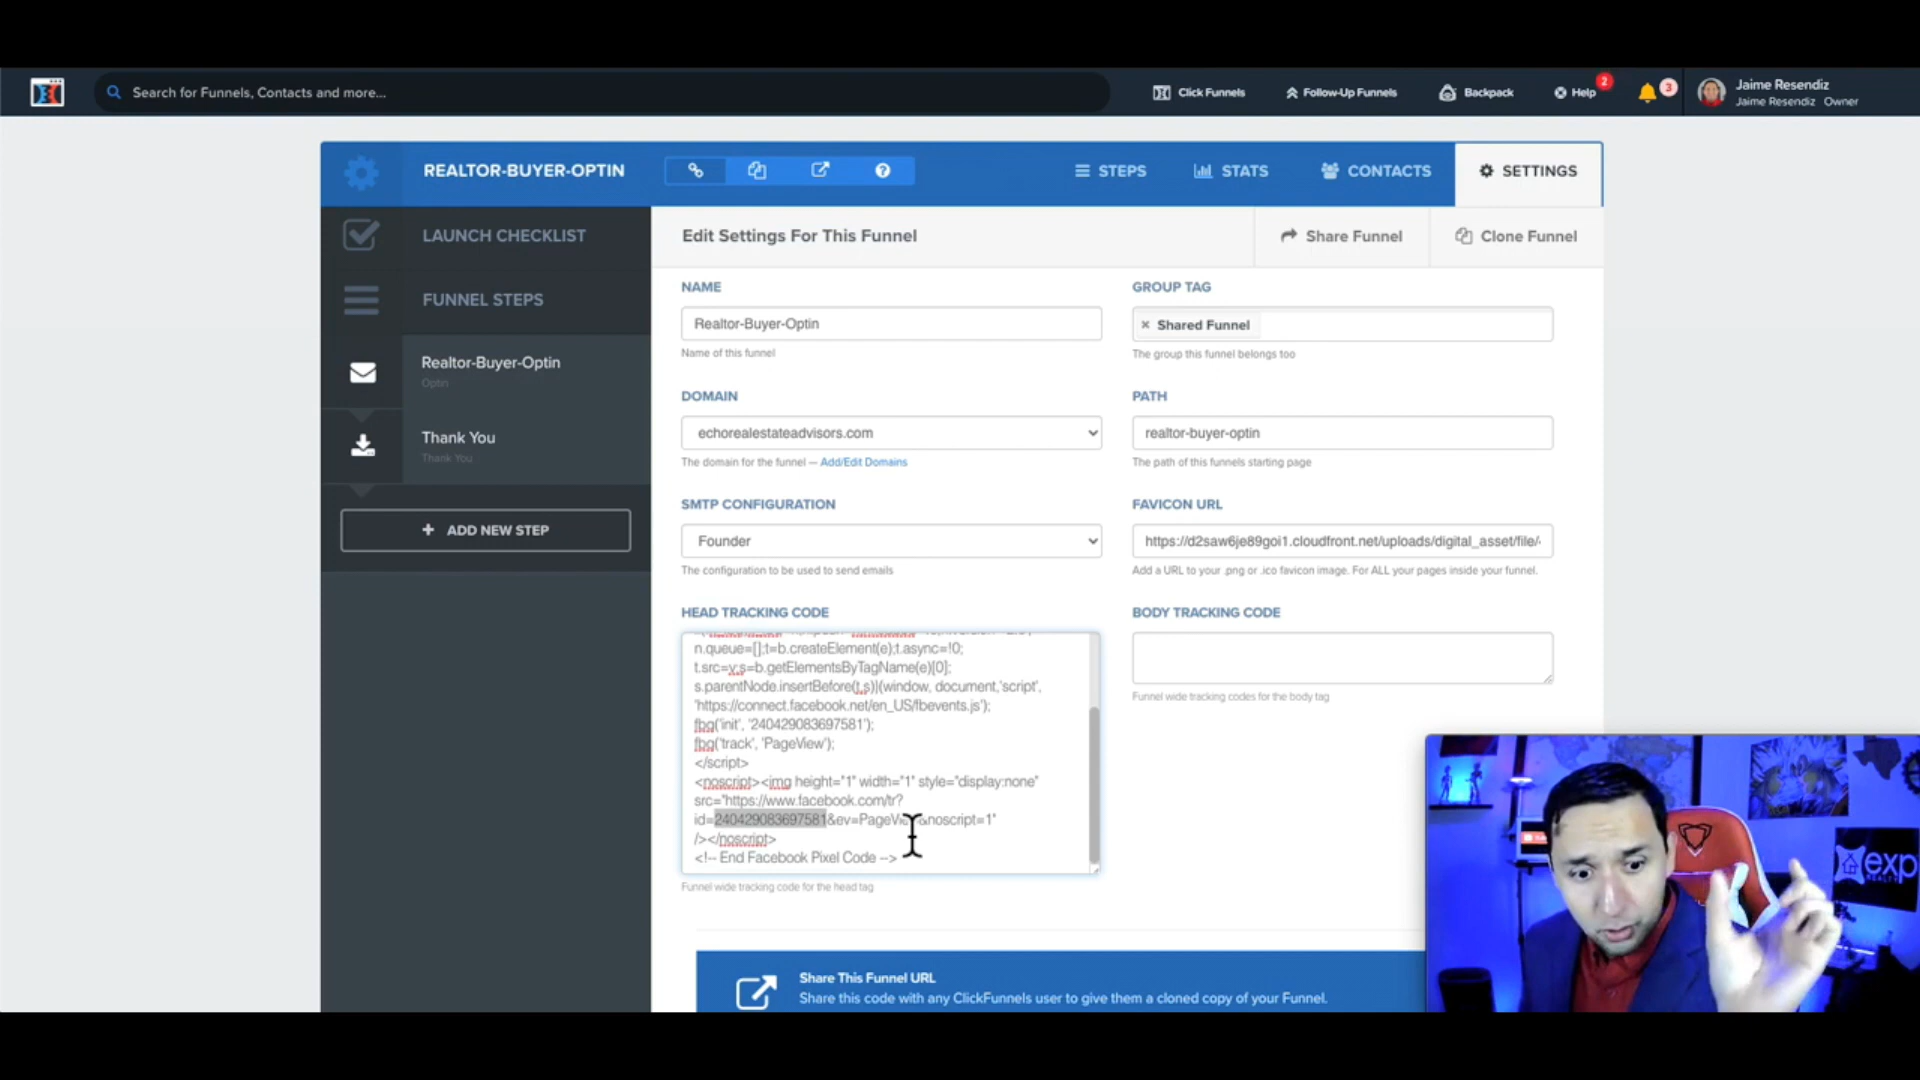 Search for Funnels, Contacts and more...
Click Funnels
Follow-Up Funnels
Backpack
Help
2
3
Jaime Resendiz
Jaime Resendiz Owner
REALTOR-BUYER-OPTIN
STEPS
STATS
CONTACTS
SETTINGS
LAUNCH CHECKLIST
FUNNEL STEPS
Realtor-Buyer-Optin
Optin
Thank You
Thank You
+ ADD NEW STEP
Edit Settings For This Funnel
Share Funnel
Clone Funnel
NAME
Realtor-Buyer-Optin
Name of this funnel
GROUP TAG
× Shared Funnel
The group this funnel belongs too
DOMAIN
echorealestateadvisors.com
The domain for the funnel — Add/Edit Domains
PATH
realtor-buyer-optin
The path of this funnels starting page
SMTP CONFIGURATION
Founder
The configuration to be used to send emails
FAVICON URL
https://d2saw6je89goi1.cloudfront.net/uploads/digital_asset/file/
Add a URL to your .png or .ico favicon image. For ALL your pages inside your funnel.
HEAD TRACKING CODE
n.queue=[];t=b.createElement(e);t.async=!0;
t.src=v;s=b.getElementsByTagName(e)[0];
s.parentNode.insertBefore(t,s)}(window, document,'script',
'https://connect.facebook.net/en_US/fbevents.js');
fbq('init', '240429083697581');
fbq('track', 'PageView');
</script>
<noscript><img height="1" width="1" style="display:none"
src="https://www.facebook.com/tr?
id=240429083697581&ev=PageView&noscript=1"
/></noscript>
<!-- End Facebook Pixel Code -->
Funnel wide tracking code for the head tag
BODY TRACKING CODE
Funnel wide tracking codes for the body tag
Share This Funnel URL
Share this code with any ClickFunnels user to give them a cloned copy of your Funnel.
exp